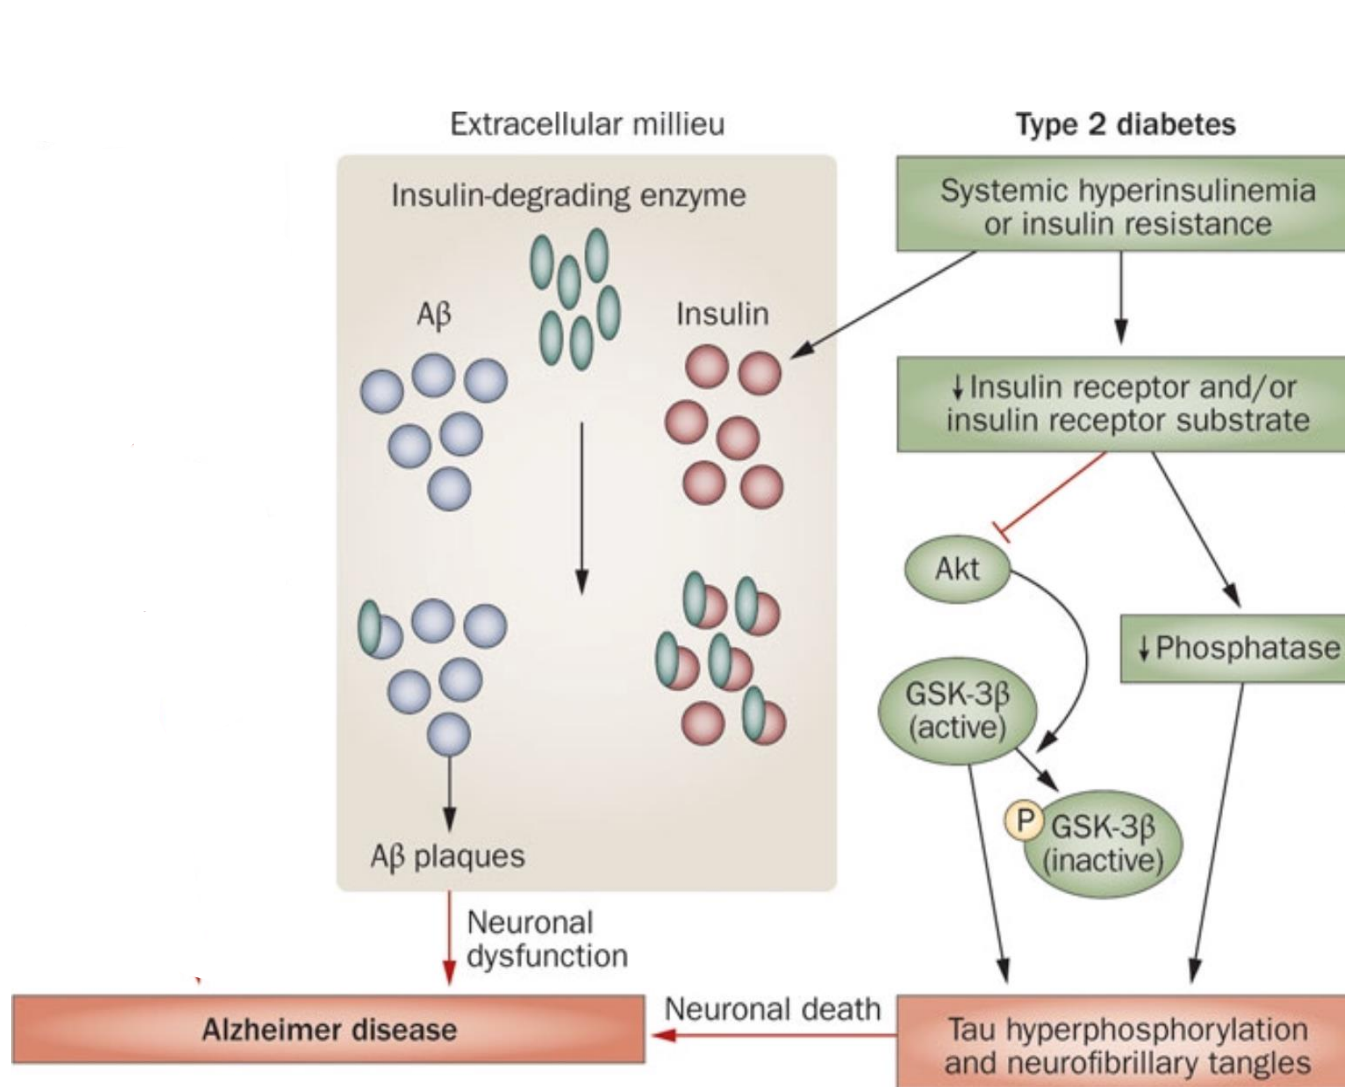 Extracellular millieu
Type 2 diabetes
Insulin-degrading enzyme
Aβ
Insulin
Systemic hyperinsulinemia
or insulin resistance
↓Insulin receptor and/or
insulin receptor substrate
Akt
↓Phosphatase
GSK-3β
(active)
P
GSK-3β
(inactive)
Aβ plaques
Neuronal
dysfunction
Alzheimer disease
Neuronal death
Tau hyperphosphorylation
and neurofibrillary tangles